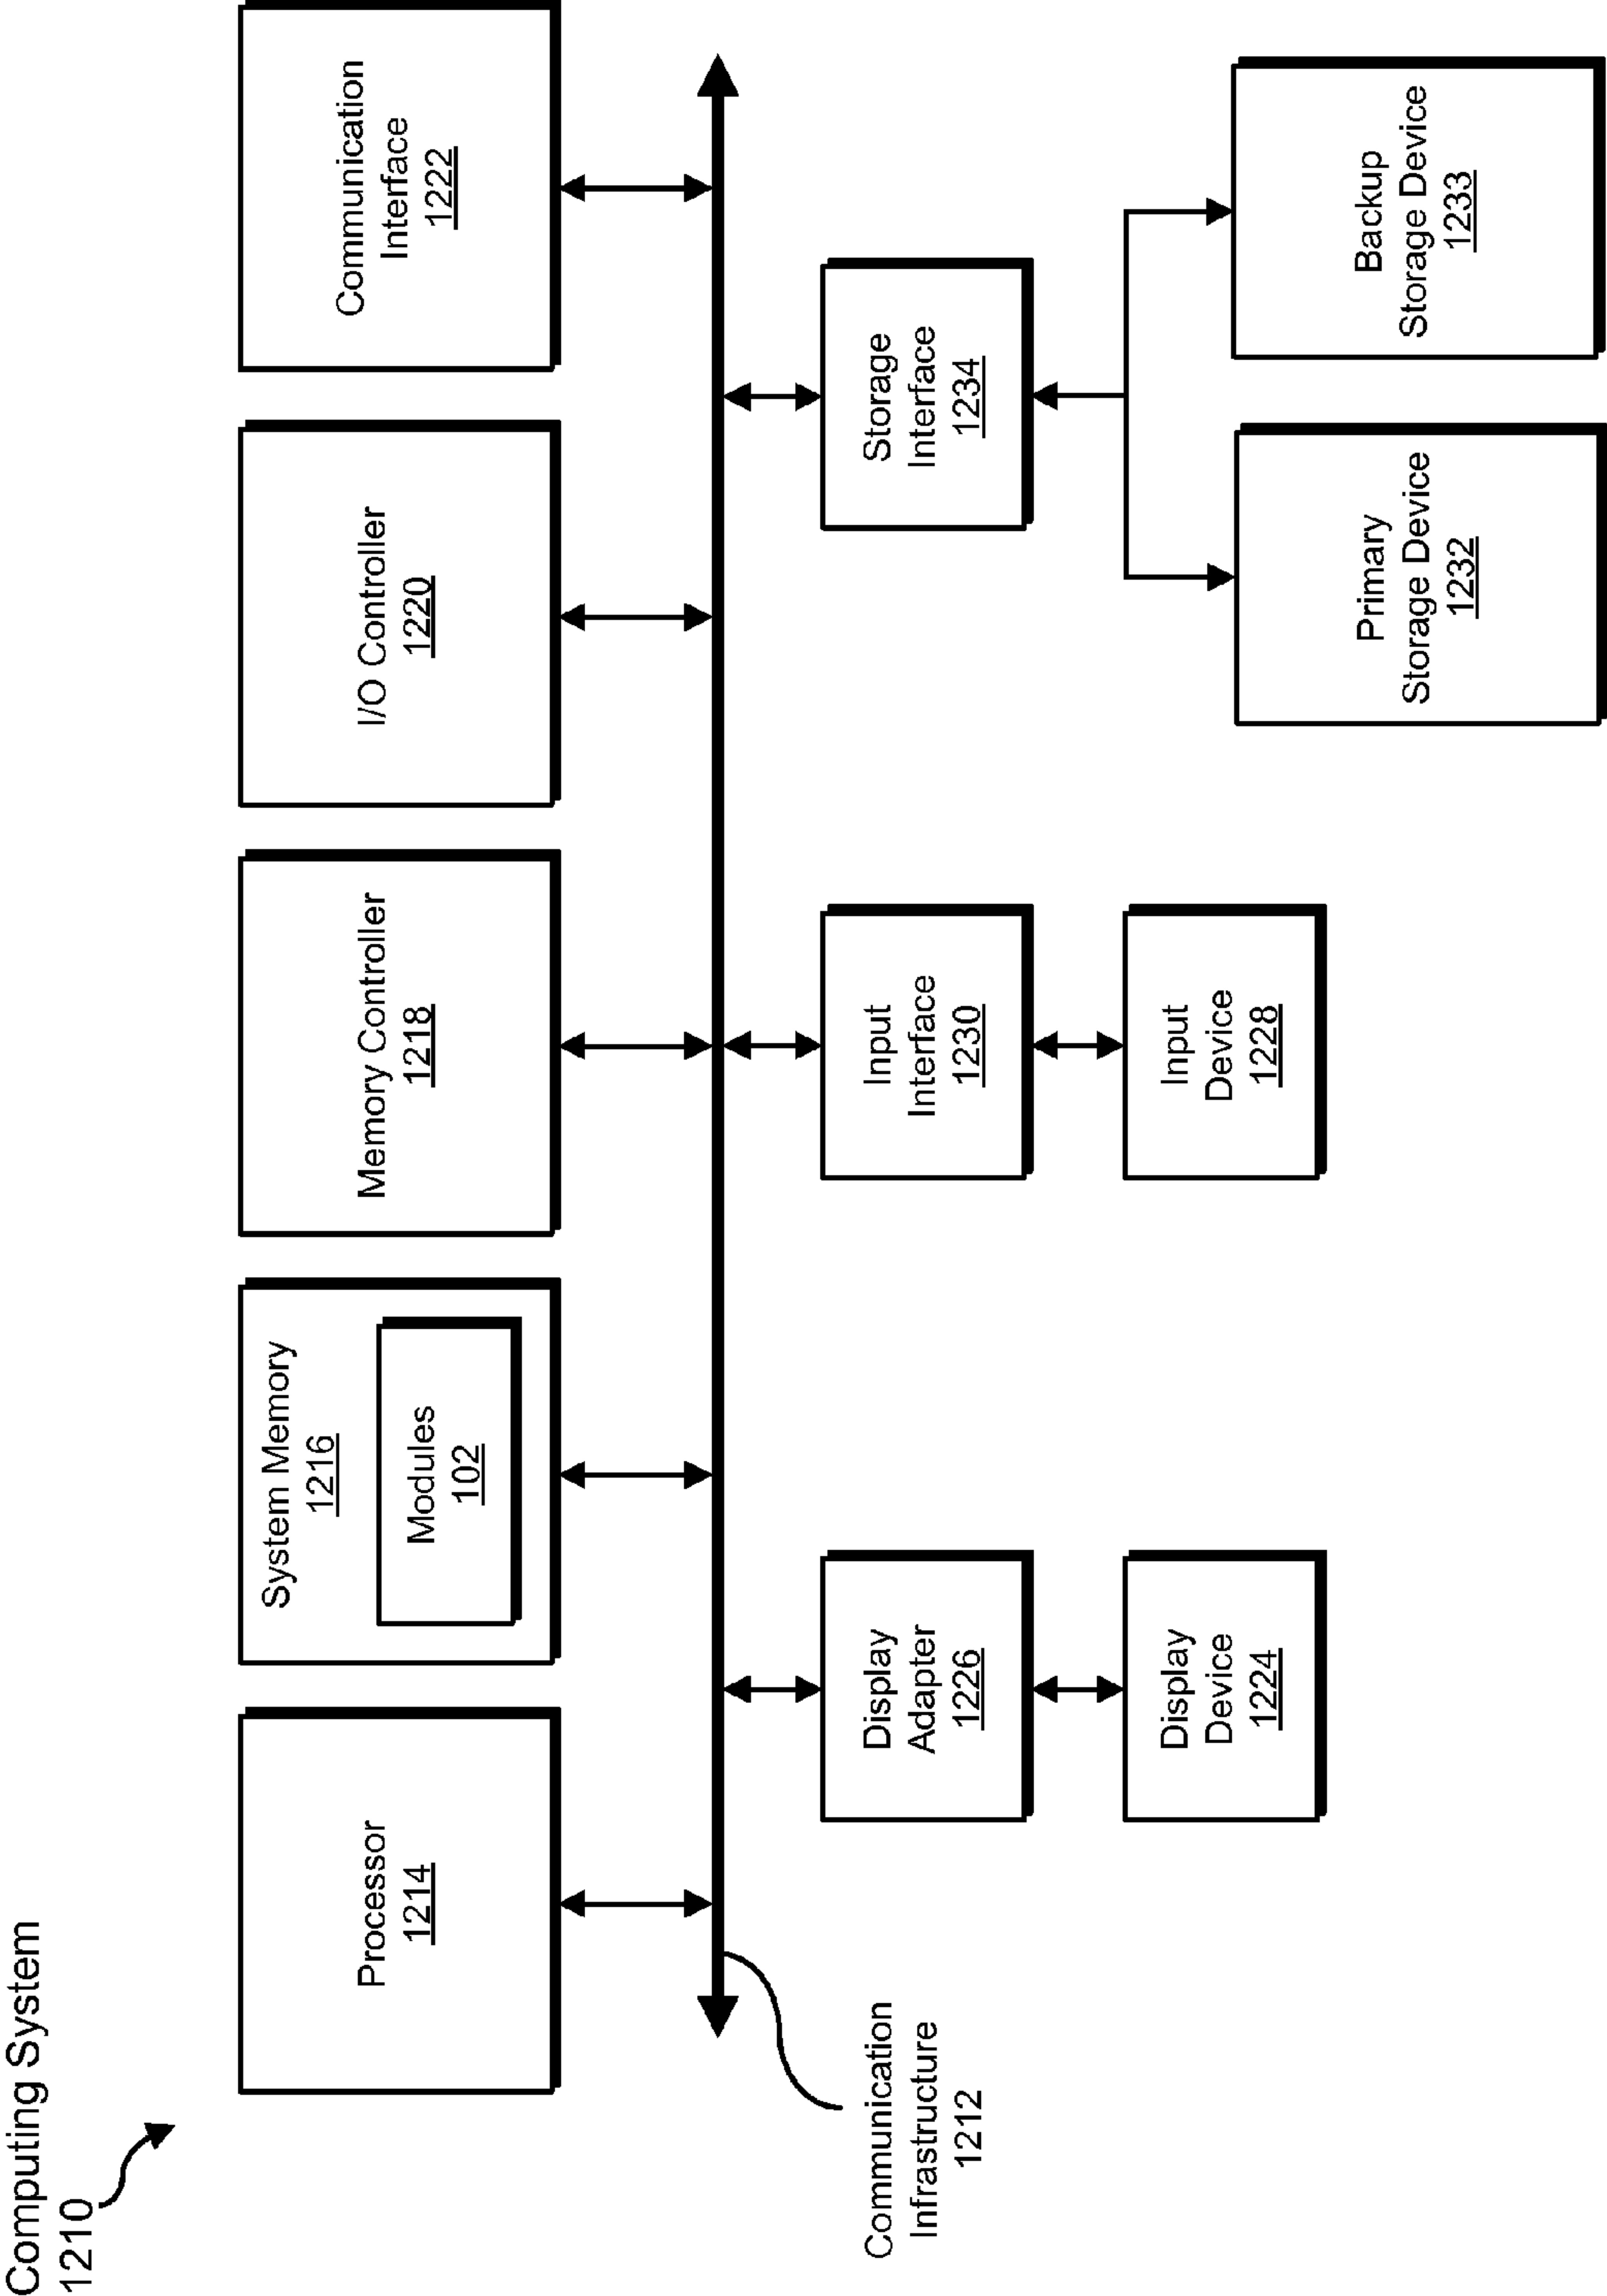 Computing System
1210
Processor
1214
System Memory
1216
Modules
102
Memory Controller
1218
I/O Controller
1220
Communication
Interface
1222
Communication
Infrastructure
1212
Display
Adapter
1226
Input
Interface
1230
Storage
Interface
1234
Display
Device
1224
Input
Device
1228
Primary
Storage Device
1232
Backup
Storage Device
1233